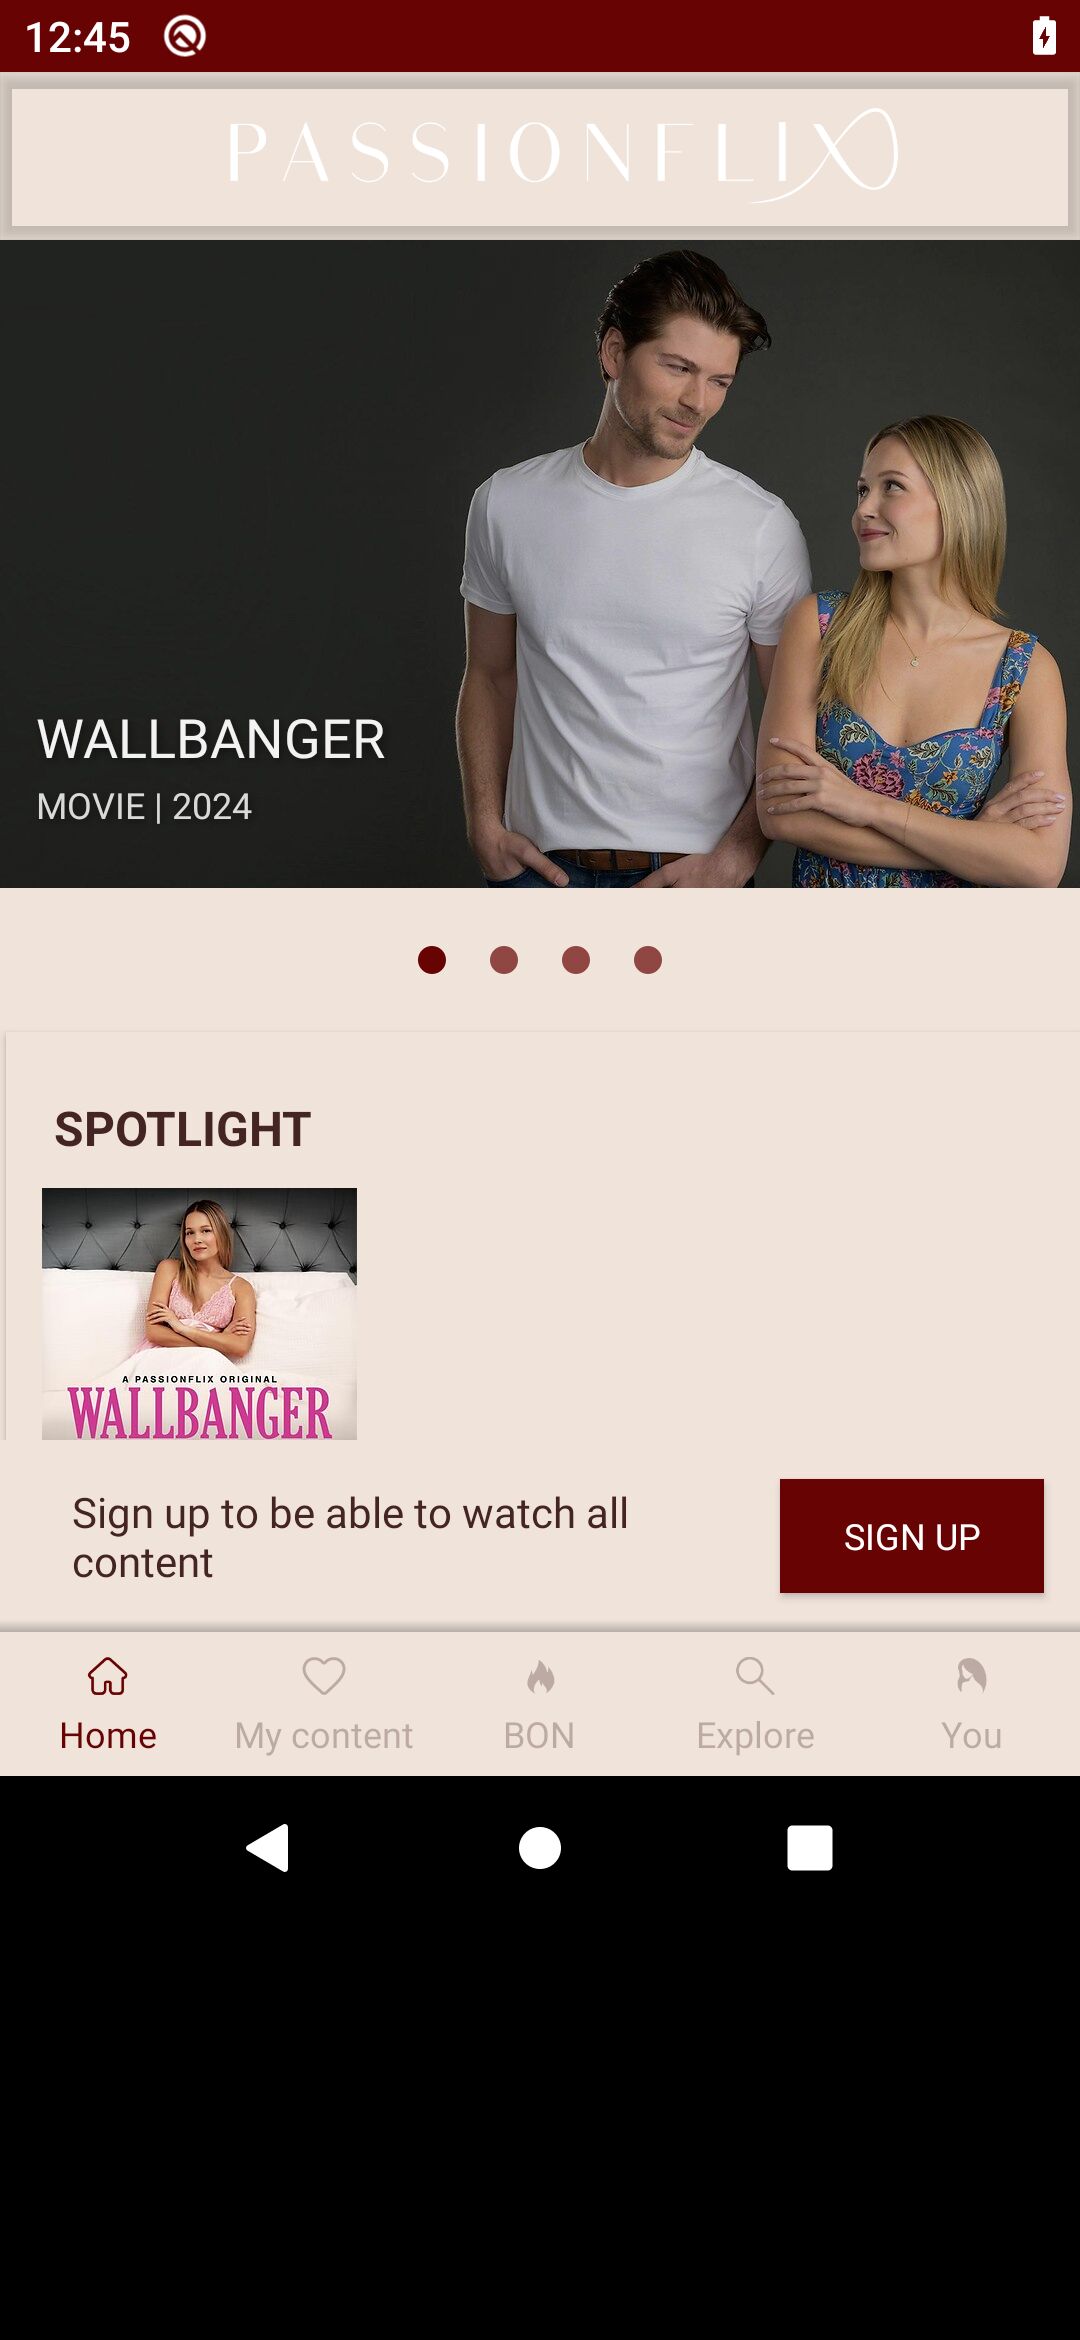 12:45
PASSIONFLIX
WALLBANGER
MOVIE | 2024
SPOTLIGHT
A PASSIONFLIX ORIGINAL
WALLBANGER
Sign up to be able to watch all
content
SIGN UP
Home
My content
BON
Explore
You